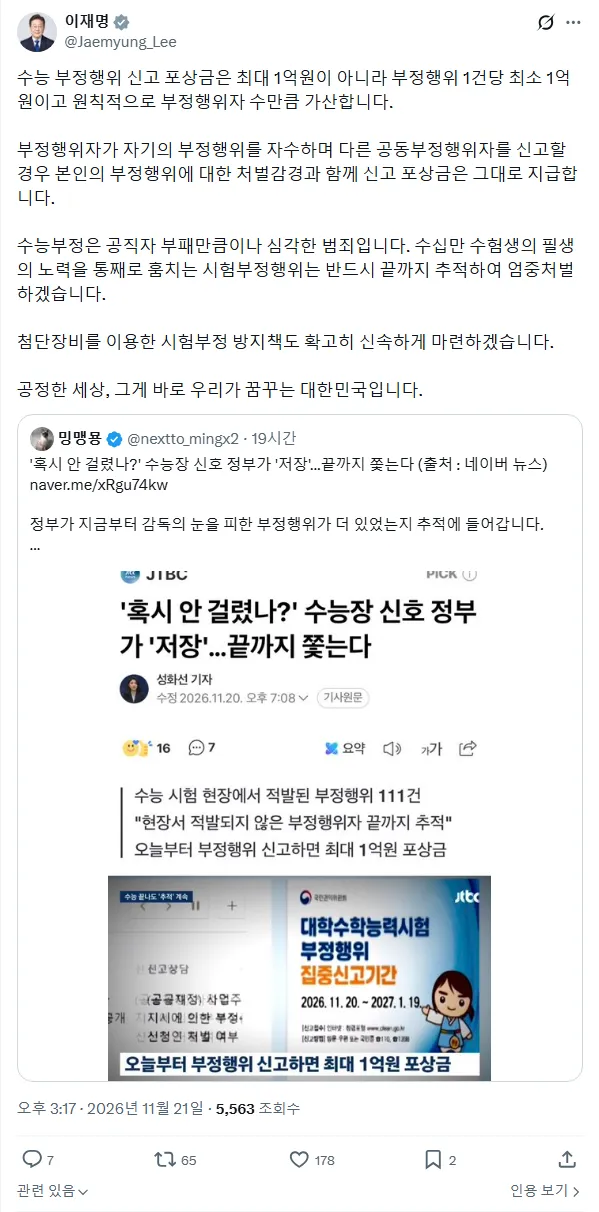 이재명
@Jaemyung_Lee
수능 부정행위 신고 포상금은 최대 1억원이 아니라 부정행위 1건당 최소 1억
원이고 원칙적으로 부정행위자 수만큼 가산합니다.
부정행위자가 자기의 부정행위를 자수하며 다른 공동부정행위자를 신고할
경우 본인의 부정행위에 대한 처벌감경과 함께 신고 포상금은 그대로 지급합
니다.
수능부정은 공직자 부패만큼이나 심각한 범죄입니다. 수십만 수험생의 필생
의 노력을 통째로 훔치는 시험부정행위는 반드시 끝까지 추적하여 엄중처벌
하겠습니다.
첨단장비를 이용한 시험부정 방지책도 확고히 신속하게 마련하겠습니다.
공정한 세상, 그게 바로 우리가 꿈꾸는 대한민국입니다.
밍맹묭 @nextto_mingx2 · 19시간
'혹시 안 걸렸나?' 수능장 신호 정부가 '저장'...끝까지 쫓는다 (출처 : 네이버 뉴스)
naver.me/xRgu74kw
정부가 지금부터 감독의 눈을 피한 부정행위가 더 있었는지 추적에 들어갑니다.
...
JTBC PICK
'혹시 안 걸렸나?' 수능장 신호 정부
가 '저장'...끝까지 쫓는다
성화선 기자
수정 2026.11.20. 오후 7:08 기사원문
16 7 요약 가가
수능 시험 현장에서 적발된 부정행위 111건
"현장서 적발되지 않은 부정행위자 끝까지 추적"
오늘부터 부정행위 신고하면 최대 1억원 포상금
수능 끝나도 '추적' 계속
jtbc
국민권익위원회
대학수학능력시험
부정행위
집중신고기간
2026. 11. 20. ~ 2027. 1. 19.
신고상담
(공공재정) 사업주
지시에 의한 부정
신청인 처벌 여부
오늘부터 부정행위 신고하면 최대 1억원 포상금
오후 3:17 · 2026년 11월 21일 · 5,563 조회수
7 65 178 2
관련 있음 인용 보기